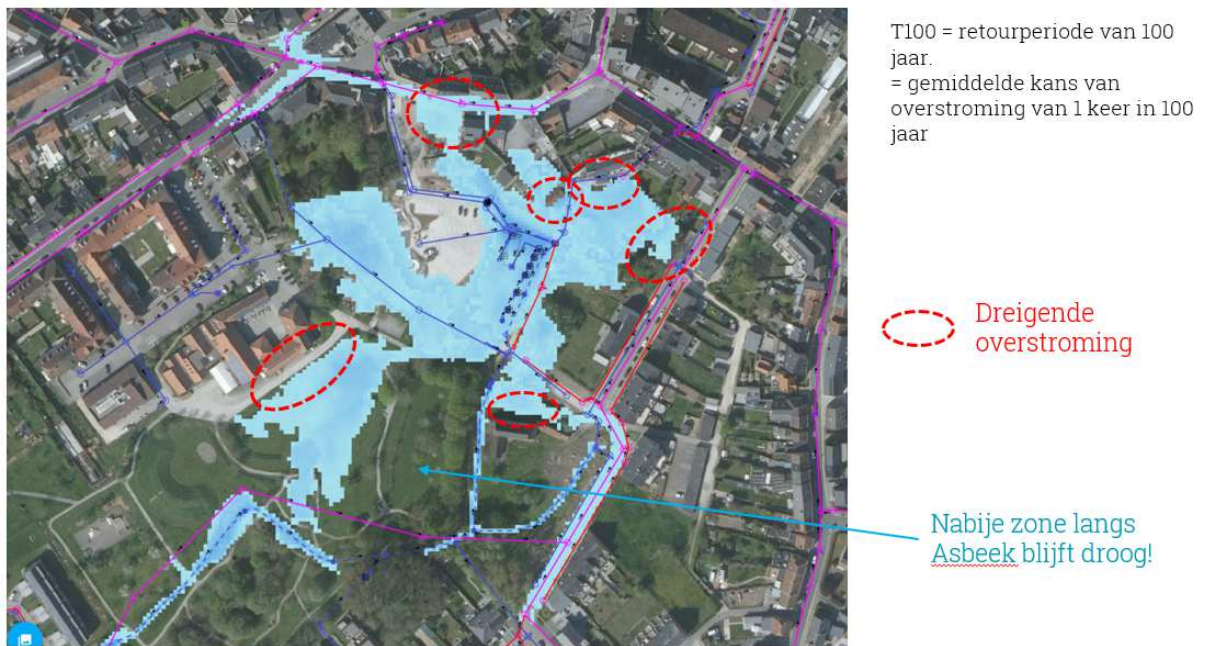 T100 = retourperiode van 100
jaar.
= gemiddelde kans van
overstroming van 1 keer in 100
jaar
Dreigende
overstroming
Nabije zone langs
Asbeek blijft droog!